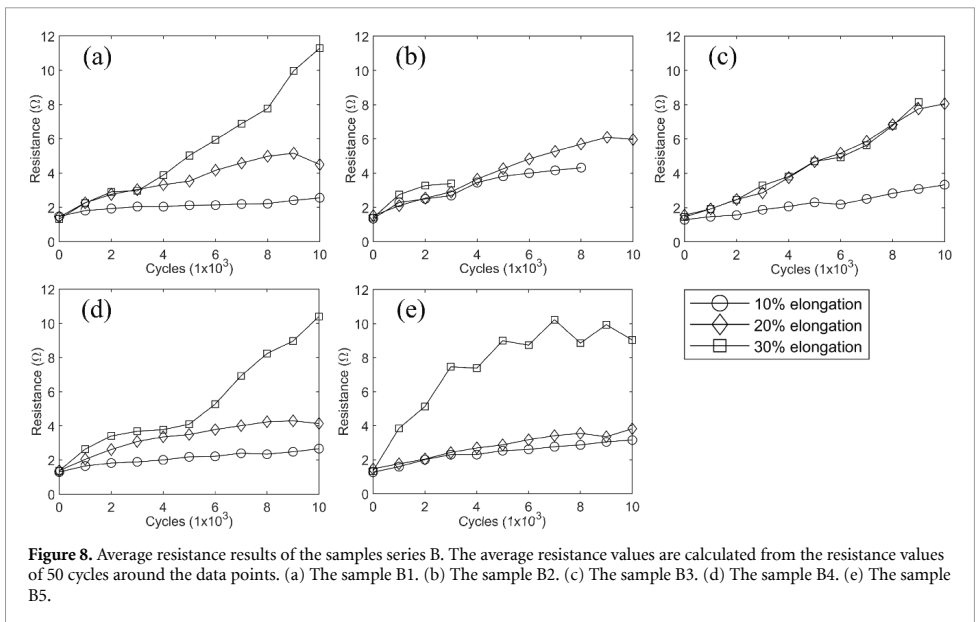 (a)
Resistance (Ω)
12
10
8
6
4
2
0
0 2 4 6 8 10
Cycles (1x10³)
(b)
Resistance (Ω)
12
10
8
6
4
2
0
0 2 4 6 8 10
Cycles (1x10³)
(c)
Resistance (Ω)
12
10
8
6
4
2
0
0 2 4 6 8 10
Cycles (1x10³)
(d)
Resistance (Ω)
12
10
8
6
4
2
0
0 2 4 6 8 10
Cycles (1x10³)
(e)
Resistance (Ω)
12
10
8
6
4
2
0
0 2 4 6 8 10
Cycles (1x10³)
10% elongation
20% elongation
30% elongation
Figure 8. Average resistance results of the samples series B. The average resistance values are calculated from the resistance values
of 50 cycles around the data points. (a) The sample B1. (b) The sample B2. (c) The sample B3. (d) The sample B4. (e) The sample
B5.